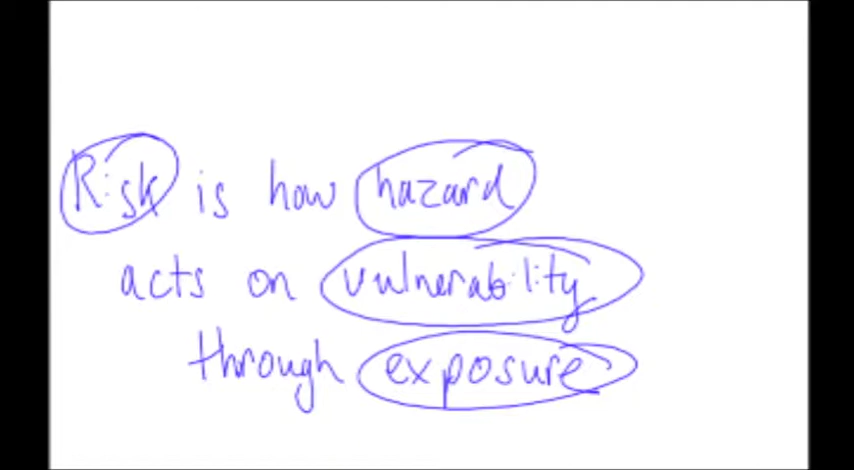 Risk is how hazard
acts on vulnerability
through exposure